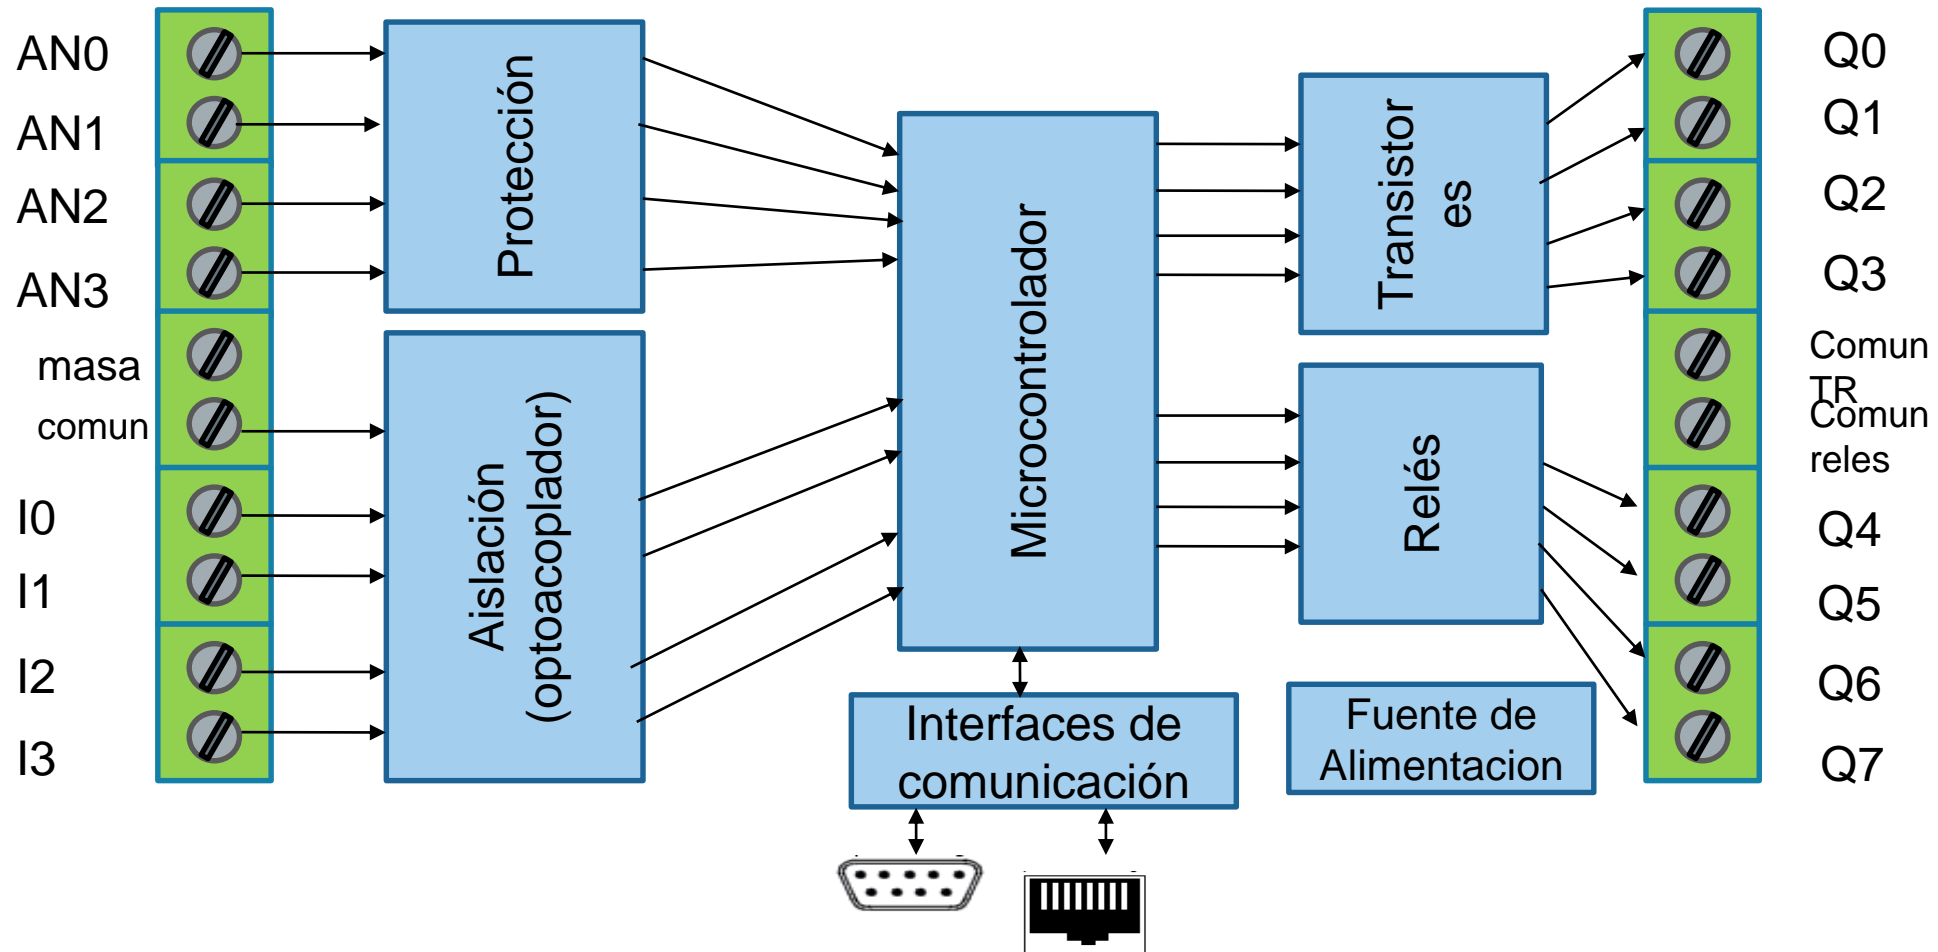 AN0
AN1
AN2
AN3
masa
comun
I0
I1
I2
I3
Protección
Aislación
(optoacoplador)
Microcontrolador
Interfaces de
comunicación
Transistor
es
Relés
Fuente de
Alimentacion
Q0
Q1
Q2
Q3
Comun
TR
Comun
reles
Q4
Q5
Q6
Q7